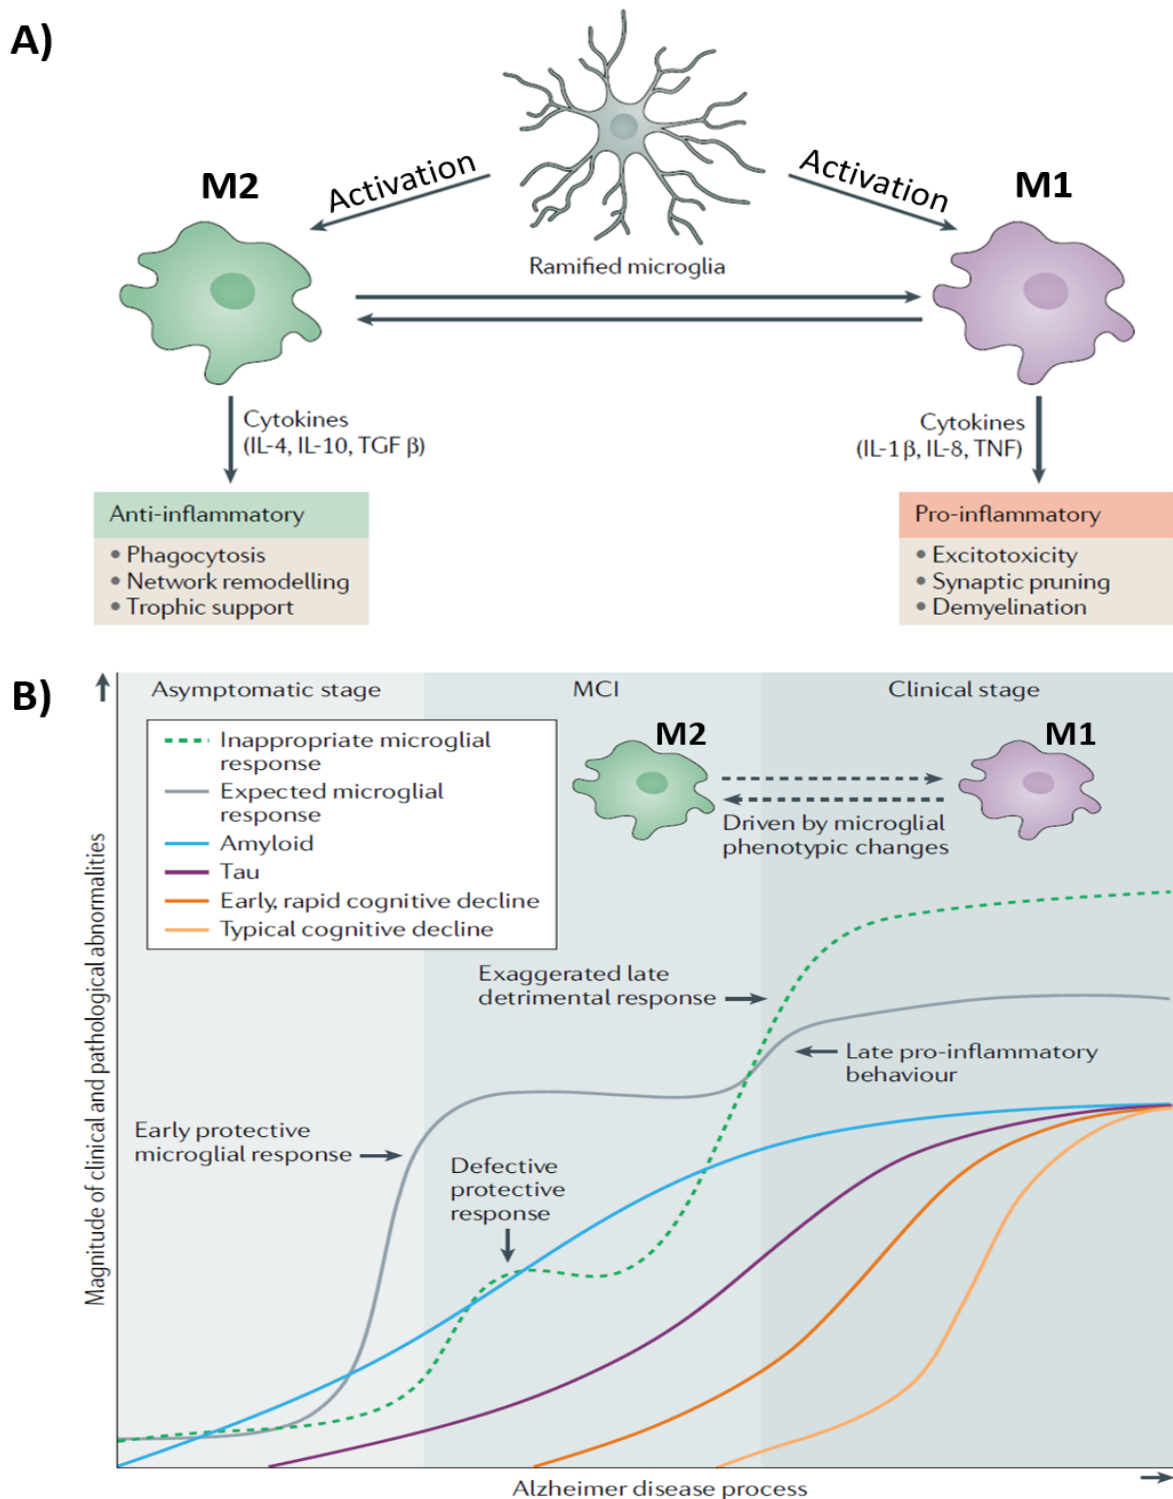 A)
M2
Activation
Activation
M1
Ramified microglia
Cytokines
(IL-4, IL-10, TGF β)
Cytokines
(IL-1β, IL-8, TNF)
Anti-inflammatory
• Phagocytosis
• Network remodelling
• Trophic support
Pro-inflammatory
• Excitotoxicity
• Synaptic pruning
• Demyelination
B)
Asymptomatic stage
MCI
Clinical stage
Inappropriate microglial
response
Expected microglial
response
Amyloid
Tau
Early, rapid cognitive decline
Typical cognitive decline
M2
M1
Driven by microglial
phenotypic changes
Exaggerated late
detrimental response
Late pro-inflammatory
behaviour
Early protective
microglial response
Defective
protective
response
Magnitude of clinical and pathological abnormalities
Alzheimer disease process